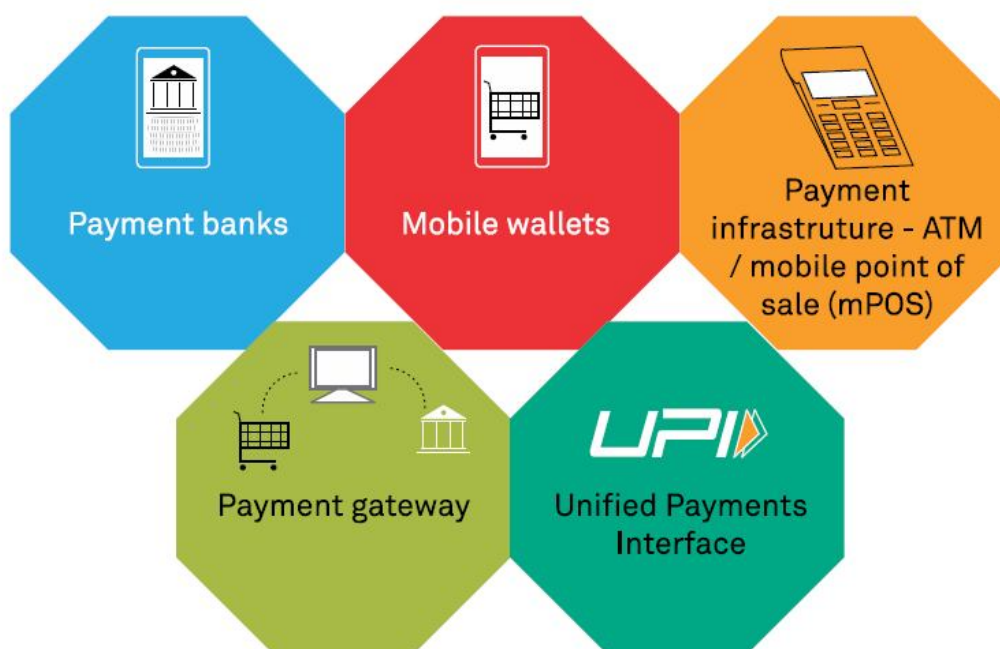 Payment banks
Mobile wallets
Payment
infrastruture - ATM
/ mobile point of
sale (mPOS)
Payment gateway
UPI
Unified Payments
Interface